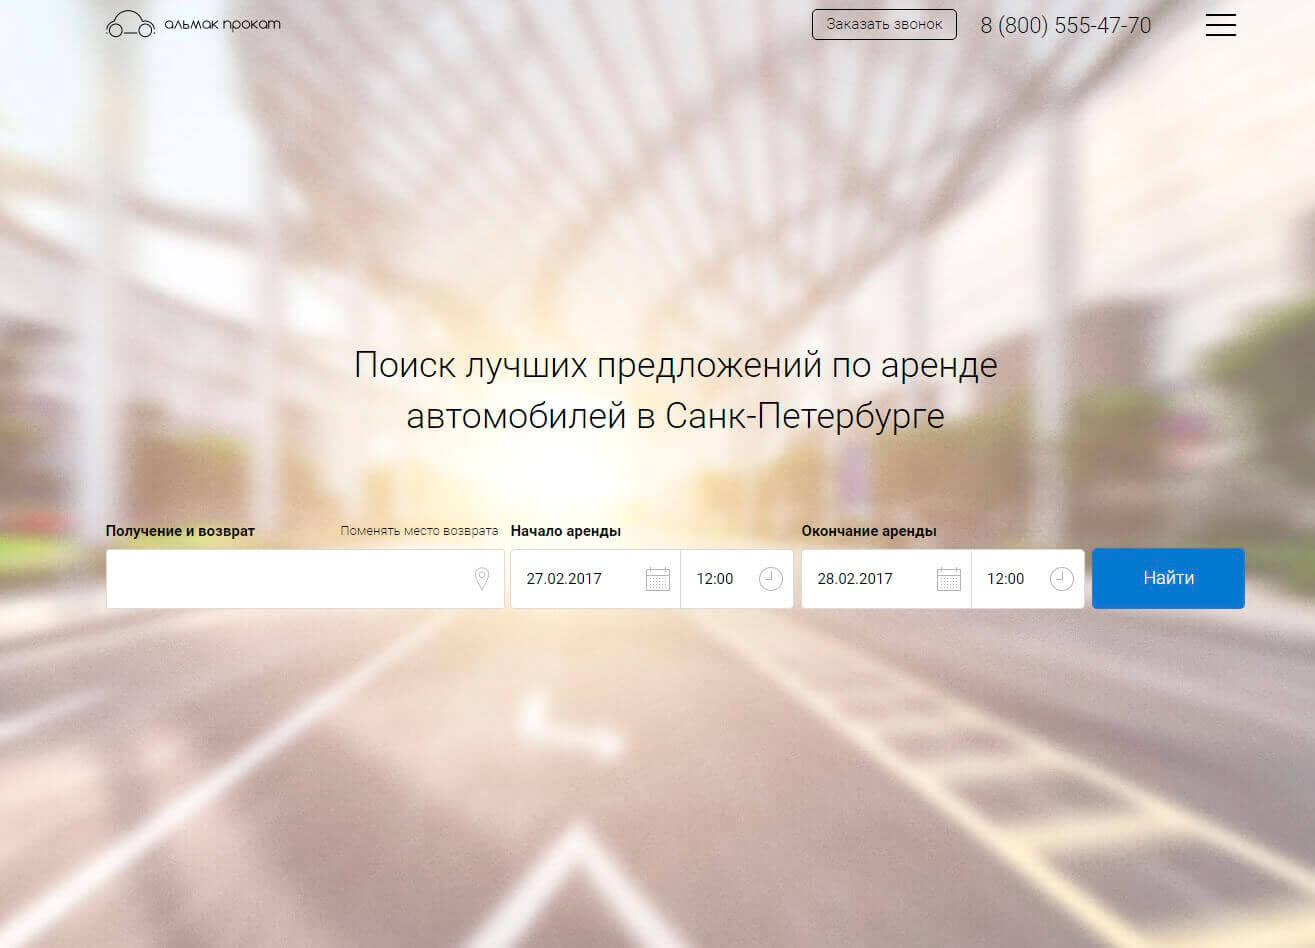 альмак прокат
Заказать звонок
8 (800) 555-47-70
Поиск лучших предложений по аренде
автомобилей в Санк-Петербурге
Получение и возврат
Поменять место возврата
Начало аренды
Окончание аренды
27.02.2017
12:00
28.02.2017
12:00
Найти